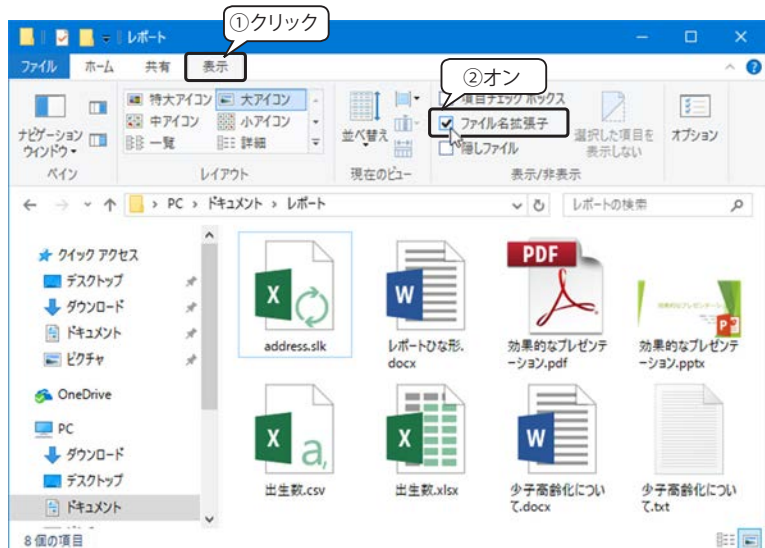 ①クリック
レポート
ファイル ホーム 共有 表示
②オン
ナビゲーション
ウィンドウ
特大アイコン 大アイコン
中アイコン 小アイコン
一覧 詳細
並べ替え
項目チェック ボックス
ファイル名拡張子
隠しファイル
選択した項目を
表示しない
オプション
ペイン
レイアウト
現在のビュー
表示/非表示
PC › ドキュメント › レポート
レポートの検索
クイック アクセス
デスクトップ
ダウンロード
ドキュメント
ピクチャ
OneDrive
PC
ダウンロード
デスクトップ
ドキュメント
address.slk
レポートひな形.
docx
PDF
効果的なプレゼンテ
ーション.pdf
効果的なプレゼンテ
ーション.pptx
出生数.csv
出生数.xlsx
少子高齢化につい
て.docx
少子高齢化につい
て.txt
8 個の項目